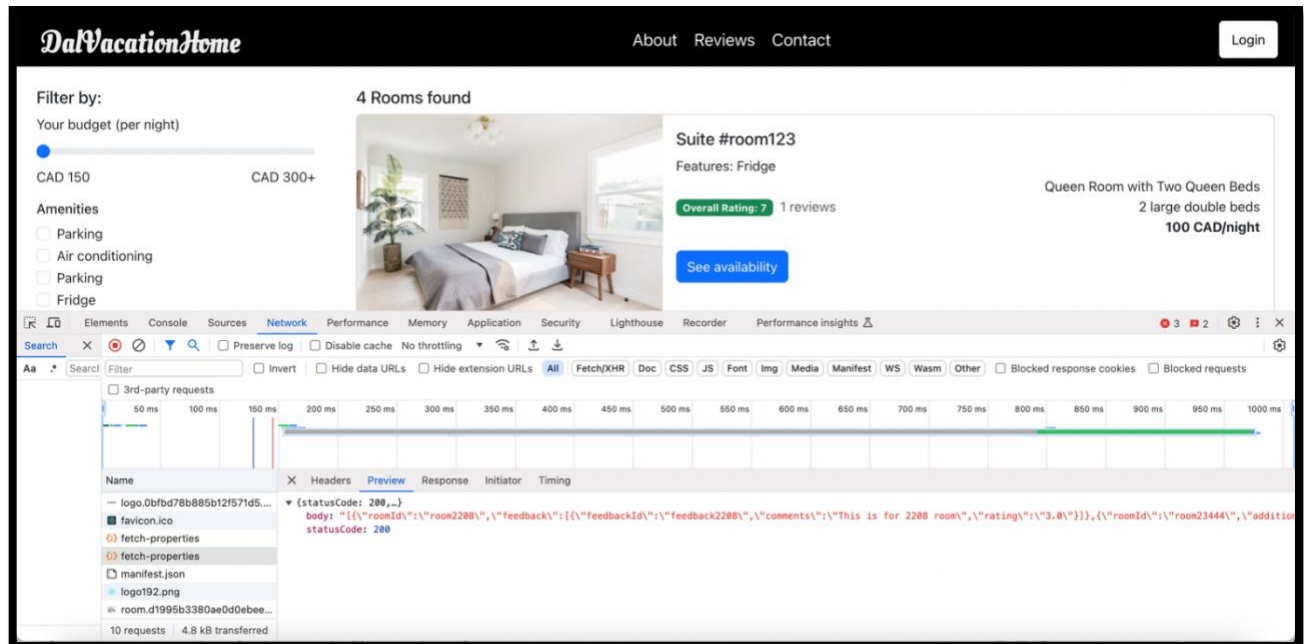 DalVacationHome About Reviews Contact Login
Filter by:
Your budget (per night)
CAD 150 CAD 300+
Amenities
Parking
Air conditioning
Parking
Fridge
4 Rooms found
Suite #room123
Features: Fridge
Overall Rating: 7 1 reviews
See availability
Queen Room with Two Queen Beds
2 large double beds
100 CAD/night
Elements Console Sources Network Performance Memory Application Security Lighthouse Recorder Performance insights 3 2
Search Preserve log Disable cache No throttling
Aa .* Searcl Filter Invert Hide data URLs Hide extension URLs All Fetch/XHR Doc CSS JS Font Img Media Manifest WS Wasm Other Blocked response cookies Blocked requests
3rd-party requests
50 ms 100 ms 150 ms 200 ms 250 ms 300 ms 350 ms 400 ms 450 ms 500 ms 550 ms 600 ms 650 ms 700 ms 750 ms 800 ms 850 ms 900 ms 950 ms 1000 ms
Name
logo.0bfbd78b885b12f571d5....
favicon.ico
fetch-properties
fetch-properties
manifest.json
logo192.png
room.d1995b3380ae0d0ebee...
10 requests 4.8 kB transferred
Headers Preview Response Initiator Timing
{statusCode: 200,…}
body: "[{\"roomId\":\"room2208\",\"feedback\":[{\"feedbackId\":\"feedback2208\",\"comments\":\"This is for 2208 room\",\"rating\":\"3.0\"}]},{\"roomId\":\"room23444\",\"addition
statusCode: 200